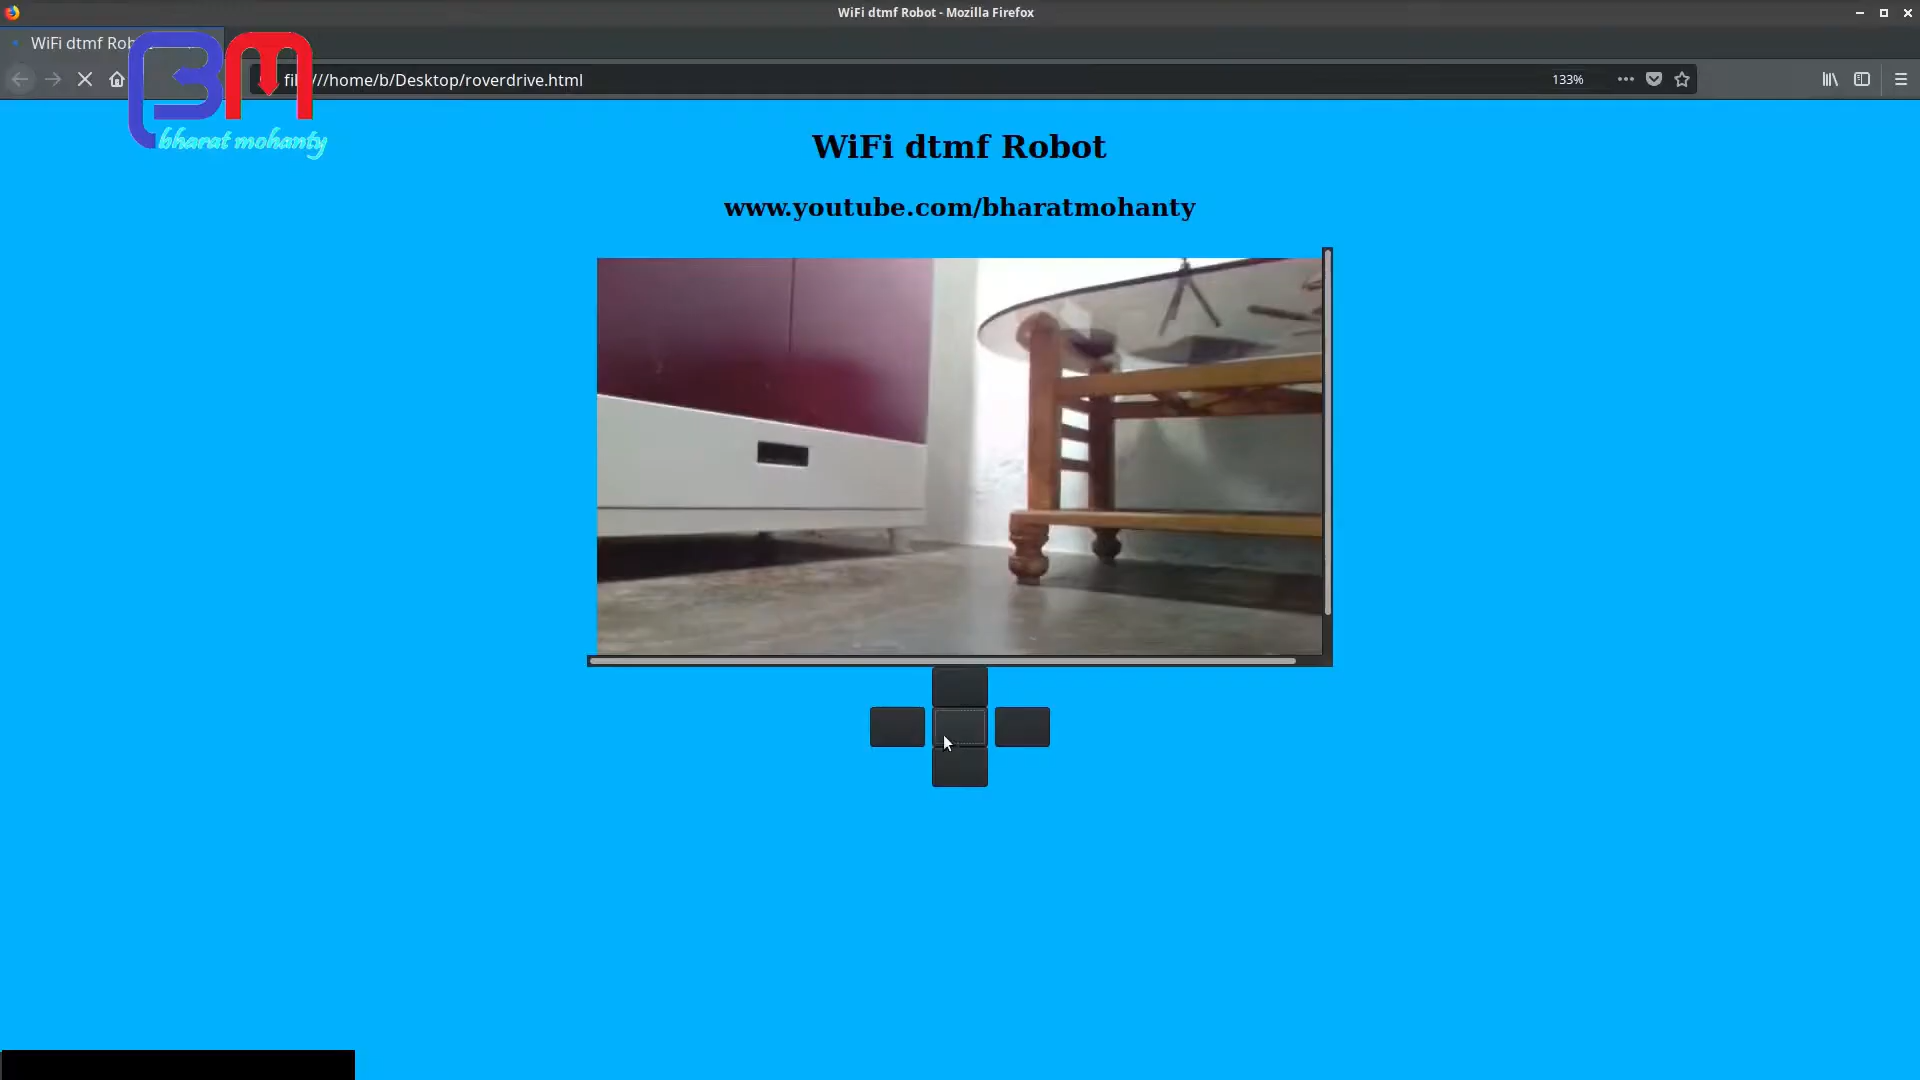 WiFi dtmf Robot - Mozilla Firefox
WiFi dtmf Rob
BM
bharat mohanty
fil ///home/b/Desktop/roverdrive.html
133%
WiFi dtmf Robot
www.youtube.com/bharatmohanty